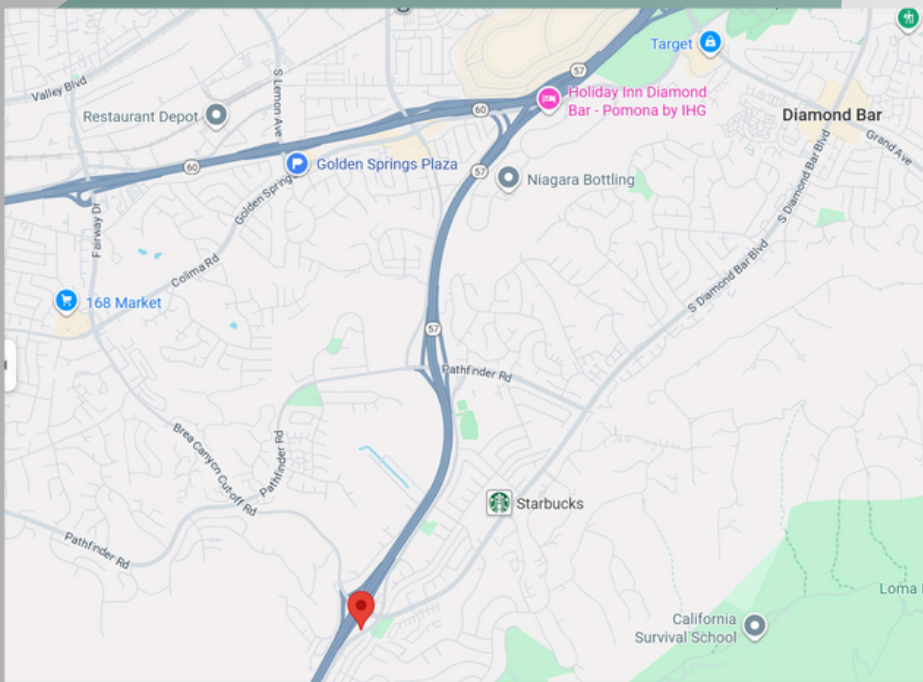 Valley Blvd
S Lemon Ave
57
Target
Restaurant Depot
60
Holiday Inn Diamond
Bar - Pomona by IHG
Diamond Bar
Grand Ave
60
Golden Springs Plaza
57
Niagara Bottling
Golden Springs
S Diamond Bar Blvd
Fairway Dr
Colima Rd
S Diamond Bar Blvd
168 Market
57
Pathfinder Rd
Brea Canyon Cutoff Rd
Pathfinder Rd
Starbucks
Pathfinder Rd
Loma
California
Survival School